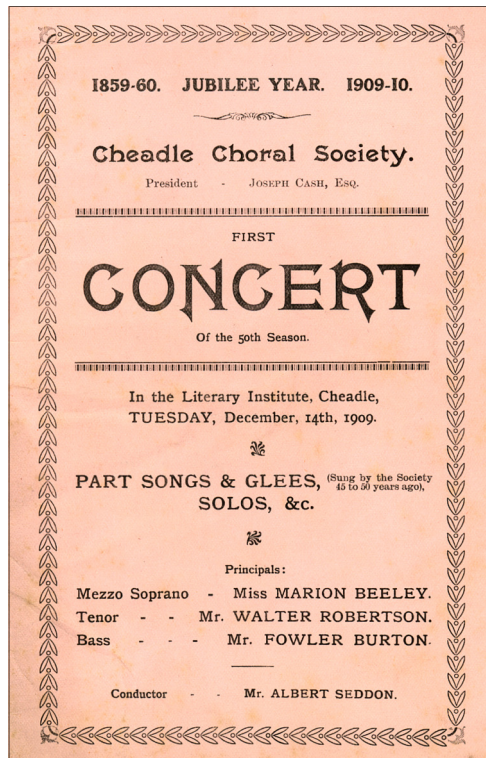 1859-60. JUBILEE YEAR. 1909-10.
Cheadle Choral Society.
President - JOSEPH CASH, ESQ.
FIRST
CONCERT
Of the 50th Season.
In the Literary Institute, Cheadle,
TUESDAY, December, 14th, 1909.
PART SONGS & GLEES, (Sung by the Society
45 to 50 years ago),
SOLOS, &c.
Principals:
Mezzo Soprano - Miss MARION BEELEY.
Tenor - - Mr. WALTER ROBERTSON.
Bass - - - Mr. FOWLER BURTON.
Conductor - - Mr. ALBERT SEDDON.